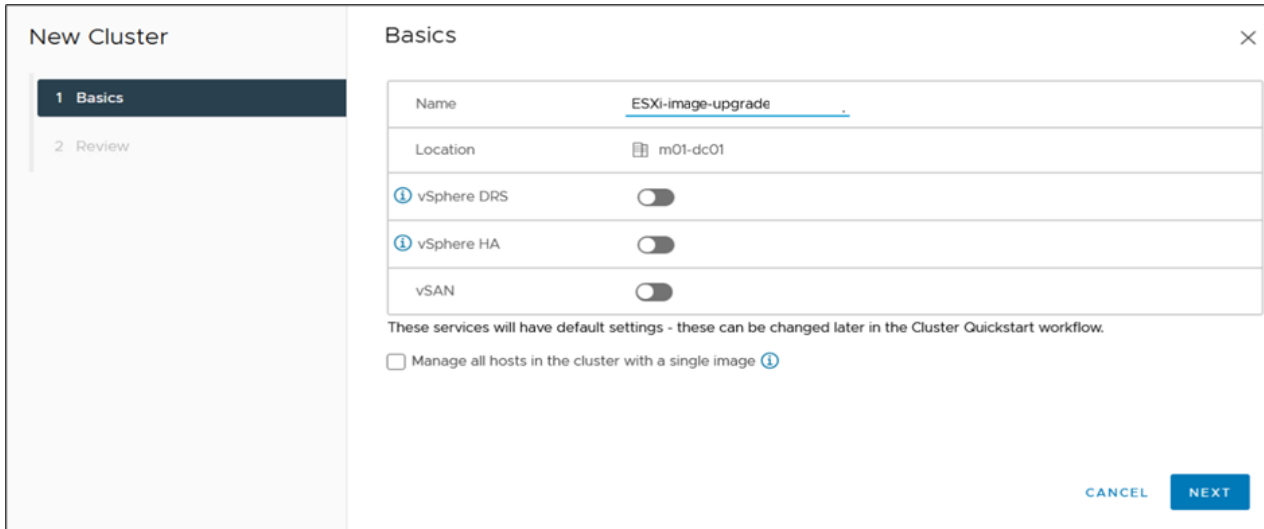 New Cluster
Basics
1 Basics
2 Review
Name ESXi-image-upgrade
Location m01-dc01
vSphere DRS
vSphere HA
vSAN
These services will have default settings - these can be changed later in the Cluster Quickstart workflow.
Manage all hosts in the cluster with a single image
CANCEL NEXT